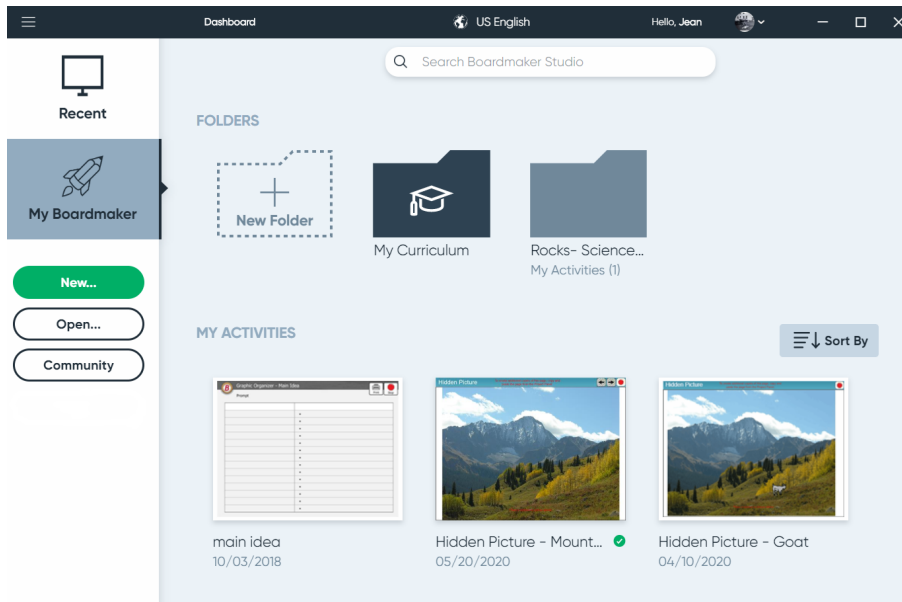 Dashboard
US English
Hello, Jean
Recent
My Boardmaker
New...
Open...
Community
Search Boardmaker Studio
FOLDERS
New Folder
My Curriculum
Rocks- Science...
My Activities (1)
MY ACTIVITIES
Sort By
Graphic Organizer - Main Idea
Prompt
Hidden Picture
Hidden Picture
main idea
10/03/2018
Hidden Picture - Mount...
05/20/2020
Hidden Picture - Goat
04/10/2020